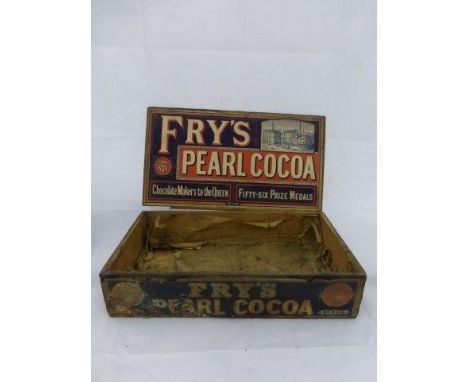 FRY'S
PEARL COCOA
Chocolate Makers to the Queen
Fifty-Six Prize Medals
FRY'S
PEARL COCOA